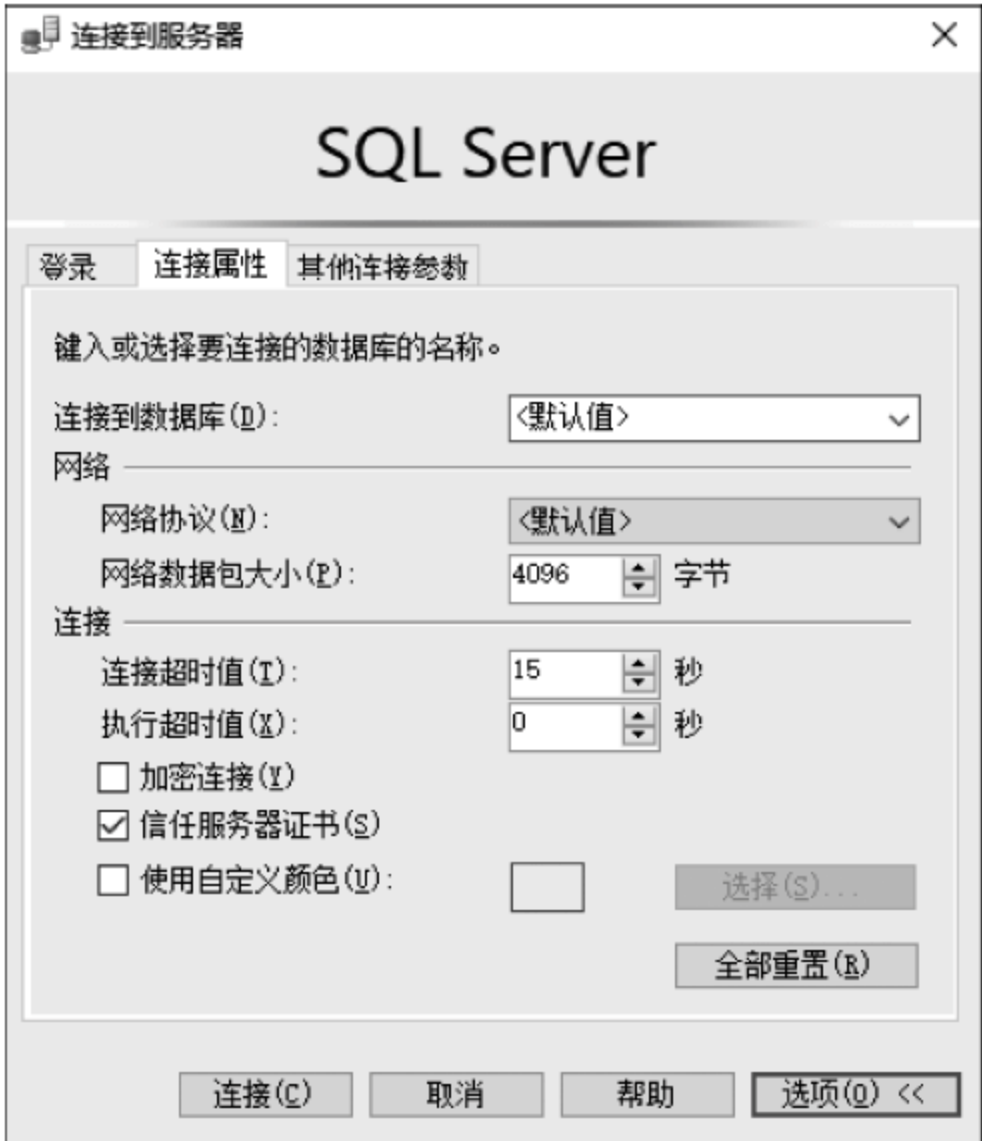 连接到服务器
SQL Server
登录 连接属性 其他连接参数
键入或选择要连接的数据库的名称。
连接到数据库(D): <默认值>
网络
网络协议(N): <默认值>
网络数据包大小(P): 4096 字节
连接
连接超时值(T): 15 秒
执行超时值(X): 0 秒
加密连接(Y)
信任服务器证书(S)
使用自定义颜色(U): 选择(S)...
全部重置(R)
连接(C) 取消 帮助 选项(O) <<